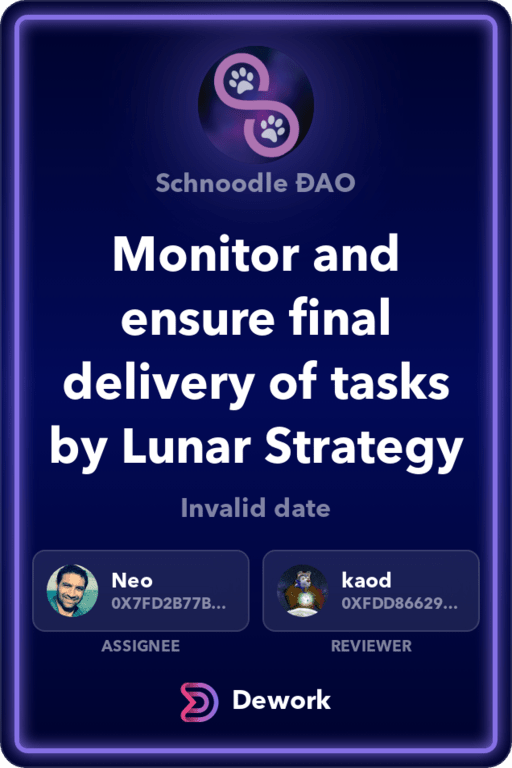 Schnoodle ÐAO
Monitor and
ensure final
delivery of tasks
by Lunar Strategy
Invalid date
Neo
0X7FD2B77B...
kaod
0XFDD86629...
ASSIGNEE
REVIEWER
Dework